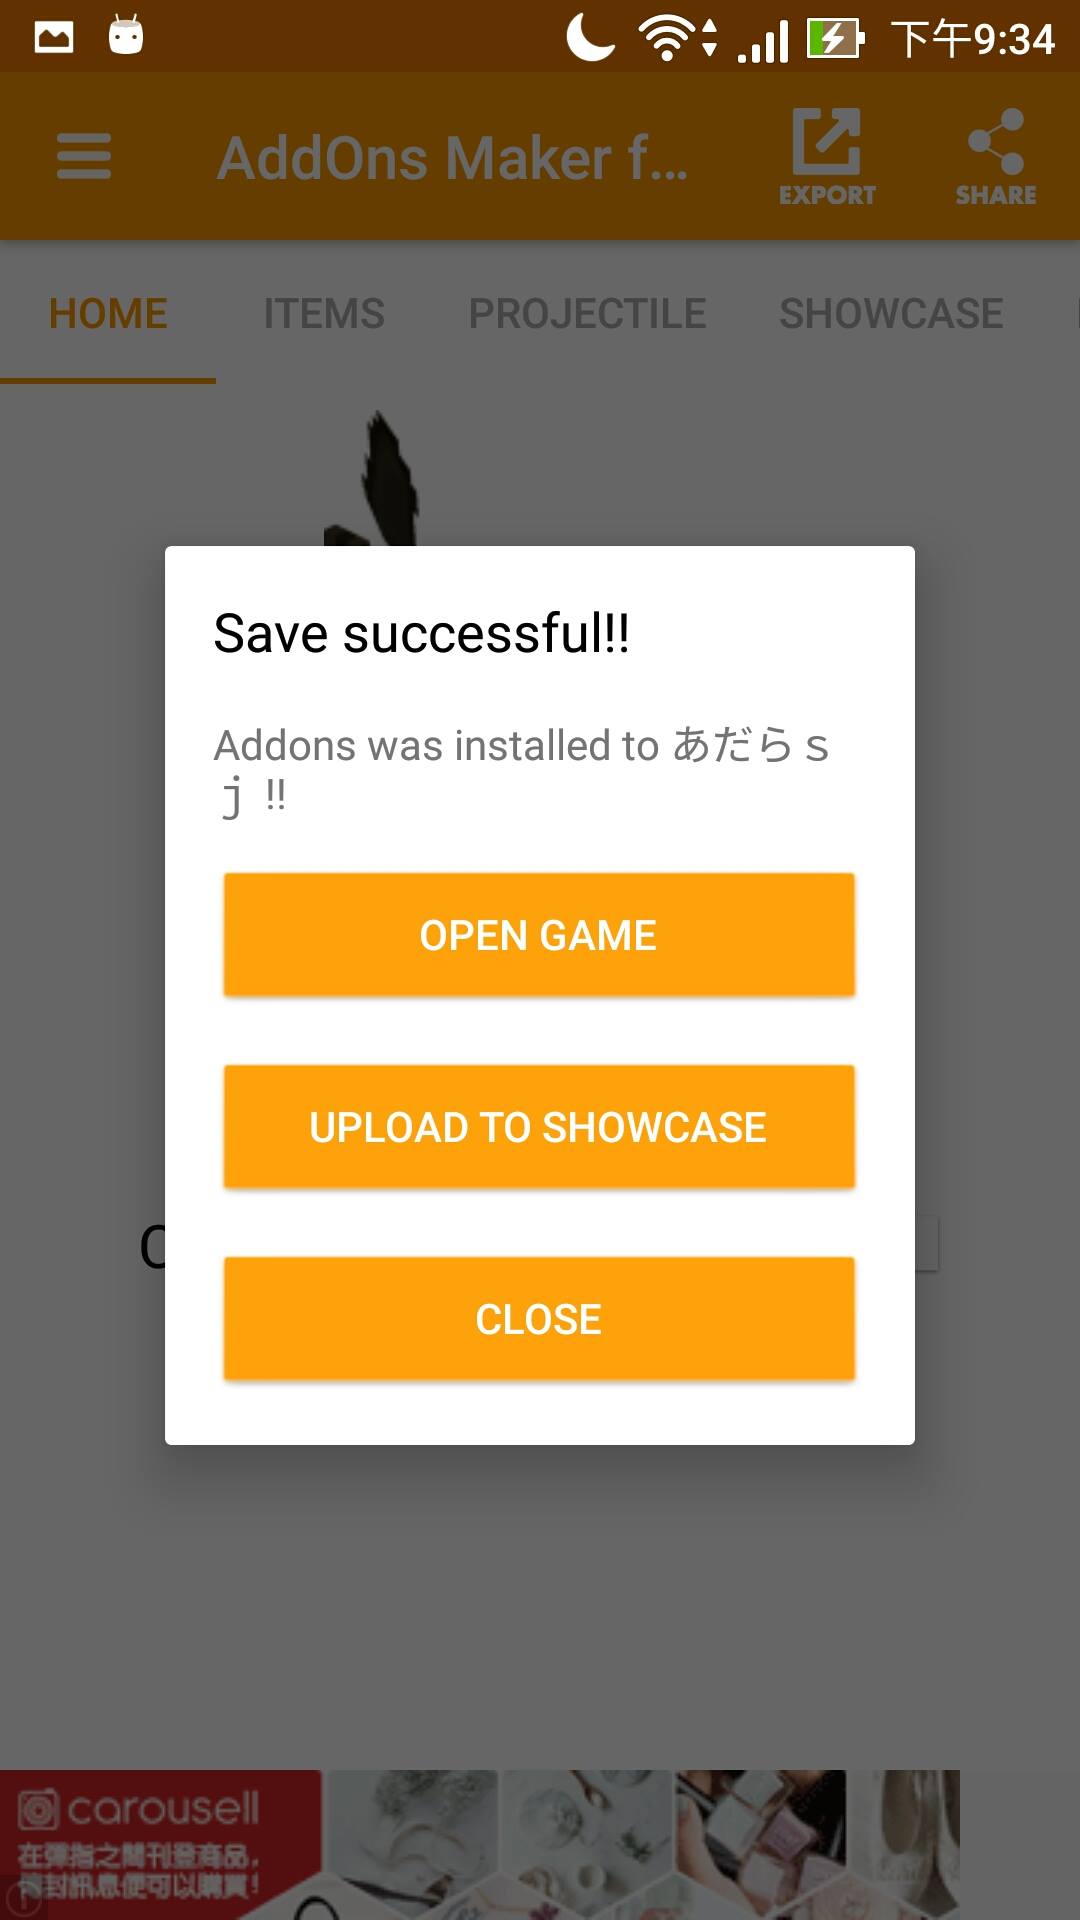 下午9:34
AddOns Maker f...
EXPORT
SHARE
HOME
ITEMS
PROJECTILE
SHOWCASE
Save successful!!
Addons was installed to あだらｓ
ｊ !!
OPEN GAME
UPLOAD TO SHOWCASE
CLOSE
carousell
在彈指之間刊登商品,
封訊息便可以購買!